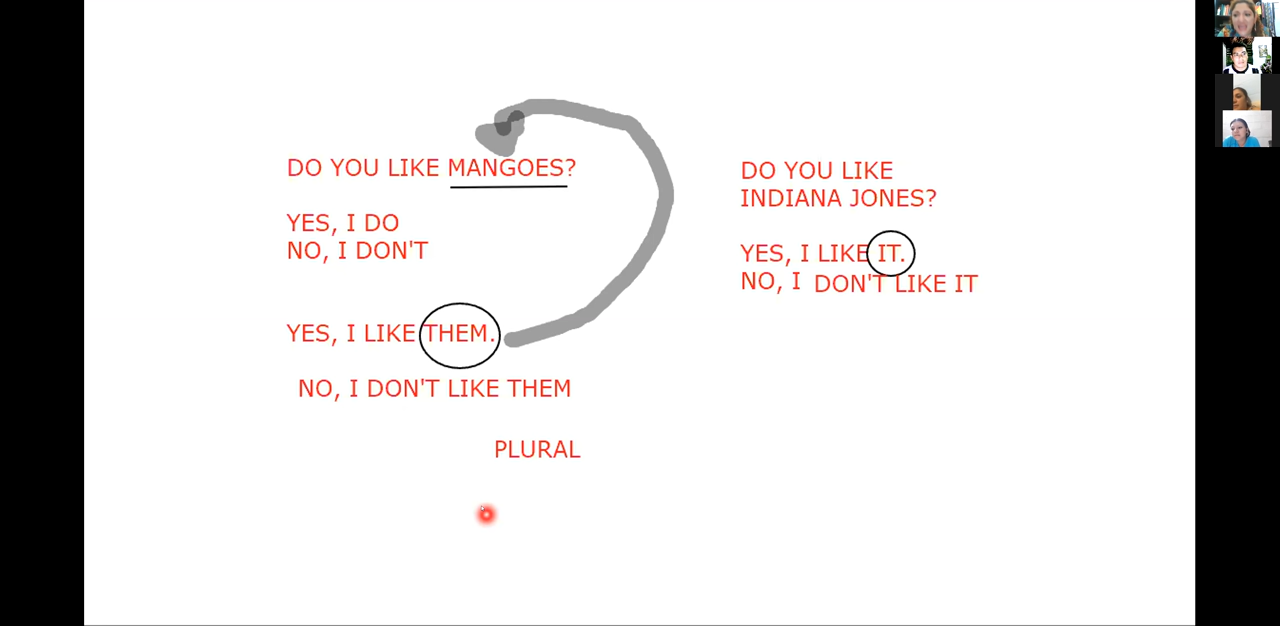 DO YOU LIKE MANGOES?
YES, I DO
NO, I DON'T
YES, I LIKE THEM.
NO, I DON'T LIKE THEM
PLURAL
DO YOU LIKE
INDIANA JONES?
YES, I LIKE IT.
NO, I DON'T LIKE IT